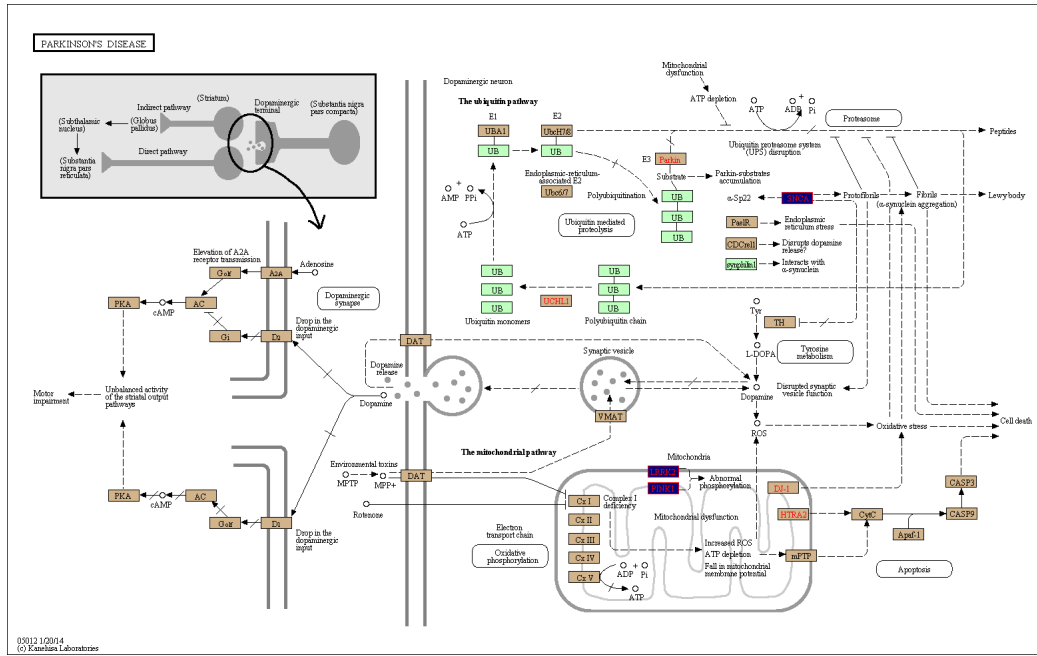 PARKINSON'S DISEASE
(Striatum)
Indirect pathway
Dopaminergic
terminal
(Substantia nigra
pars compacta)
(Subthalamic
nucleus)
(Globus
pallidus)
Direct pathway
(Substantia
nigra pars
reticulata)
Dopaminergic neuron
The ubiquitin pathway
E1
E2
UBA1
UbcH7/8
UB
UB
Endoplasmic-reticulum-
associated E2
Ubc6/7
Polyubiquitination
Ubiquitin mediated
proteolysis
E3
Parkin
Substrate
UB
UB
UB
Mitochondrial
dysfunction
ATP depletion
ATP
ADP
+
Pi
Proteasome
Peptides
Ubiquitin proteasome system
(UPS) disruption
Parkin-substrates
accumulation
α-Sp22
SNCA
Protofibrils
Fibrils
(α-synuclein aggregation)
Lewy body
PaelR
Endoplasmic
reticulum stress
CDCrel1
Disrupts dopamine
release?
synphilin1
Interacts with
α-synuclein
AMP
+
PPi
ATP
UB
UB
UB
Ubiquitin monomers
UCHL1
UB
UB
UB
Polyubiquitin chain
Elevation of A2A
receptor transmission
Golf
A2A
Adenosine
PKA
cAMP
AC
Dopaminergic
synapse
Gi
D2
Drop in the
dopaminergic
input
Motor
impairment
Unbalanced activity
of the striatal output
pathways
DAT
Dopamine
release
Dopamine
Synaptic vesicle
VMAT
Tyr
TH
L-DOPA
Tyrosine
metabolism
Dopamine
Disrupted synaptic
vesicle function
ROS
Oxidative stress
Cell death
The mitochondrial pathway
Environmental toxins
MPTP
MPP+
DAT
Rotenone
PKA
cAMP
AC
Golf
D1
Drop in the
dopaminergic
input
Electron
transport chain
Oxidative
phosphorylation
Mitochondria
LRRK2
PINK1
Abnormal
phosphorylation
Cx I
Complex I
deficiency
Cx II
Cx III
Cx IV
Cx V
Mitochondrial dysfunction
Increased ROS
ATP depletion
Fall in mitochondrial
membrane potential
ADP
+
Pi
ATP
DJ-1
HTRA2
mPTP
CytC
Apaf-1
CASP9
CASP3
Apoptosis
05012 1/20/14
(c) Kanehisa Laboratories